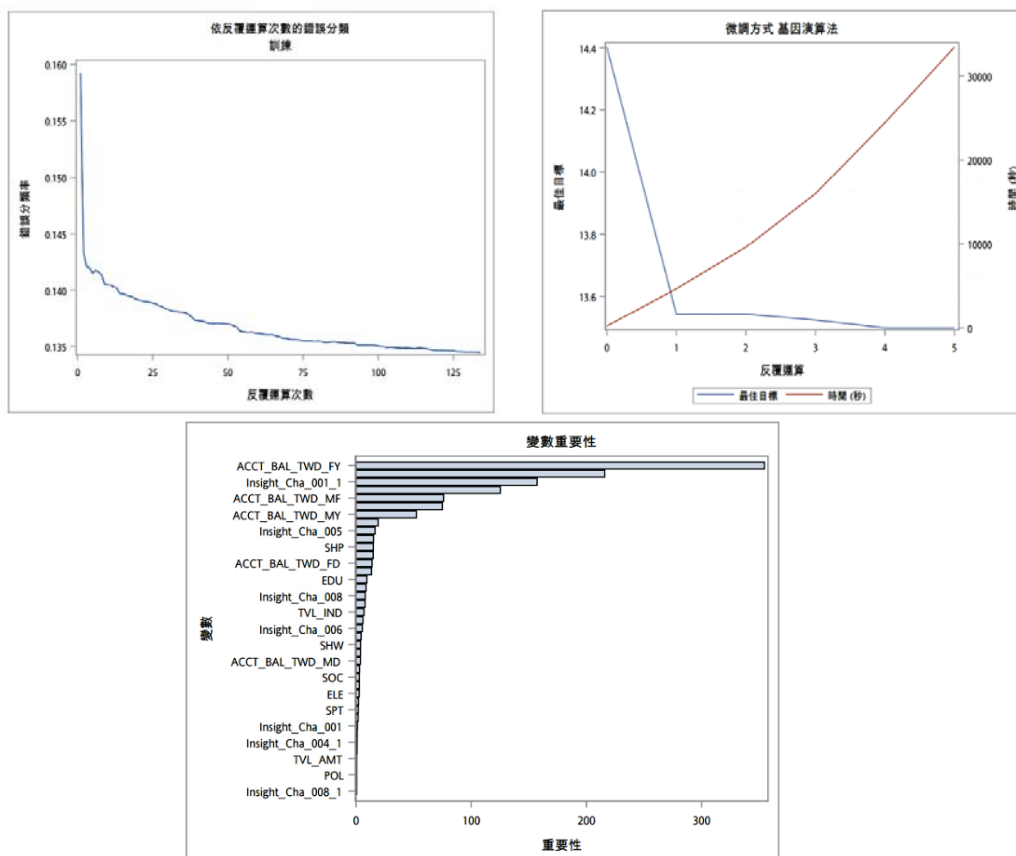 依反覆運算次數的錯誤分類
訓練
0.160
0.155
0.150
0.145
0.140
0.135
錯誤分類率
0
25
50
75
100
125
反覆運算次數
微調方式 基因演算法
14.4
14.2
14.0
13.8
13.6
最佳目標
30000
20000
10000
0
時間 (秒)
0
1
2
3
4
5
反覆運算
最佳目標
時間 (秒)
變數重要性
ACCT_BAL_TWD_FY
Insight_Cha_001_1
ACCT_BAL_TWD_MF
ACCT_BAL_TWD_MY
Insight_Cha_005
SHP
ACCT_BAL_TWD_FD
EDU
Insight_Cha_008
TVL_IND
Insight_Cha_006
SHW
ACCT_BAL_TWD_MD
SOC
ELE
SPT
Insight_Cha_001
Insight_Cha_004_1
TVL_AMT
POL
Insight_Cha_008_1
變數
0
100
200
300
重要性